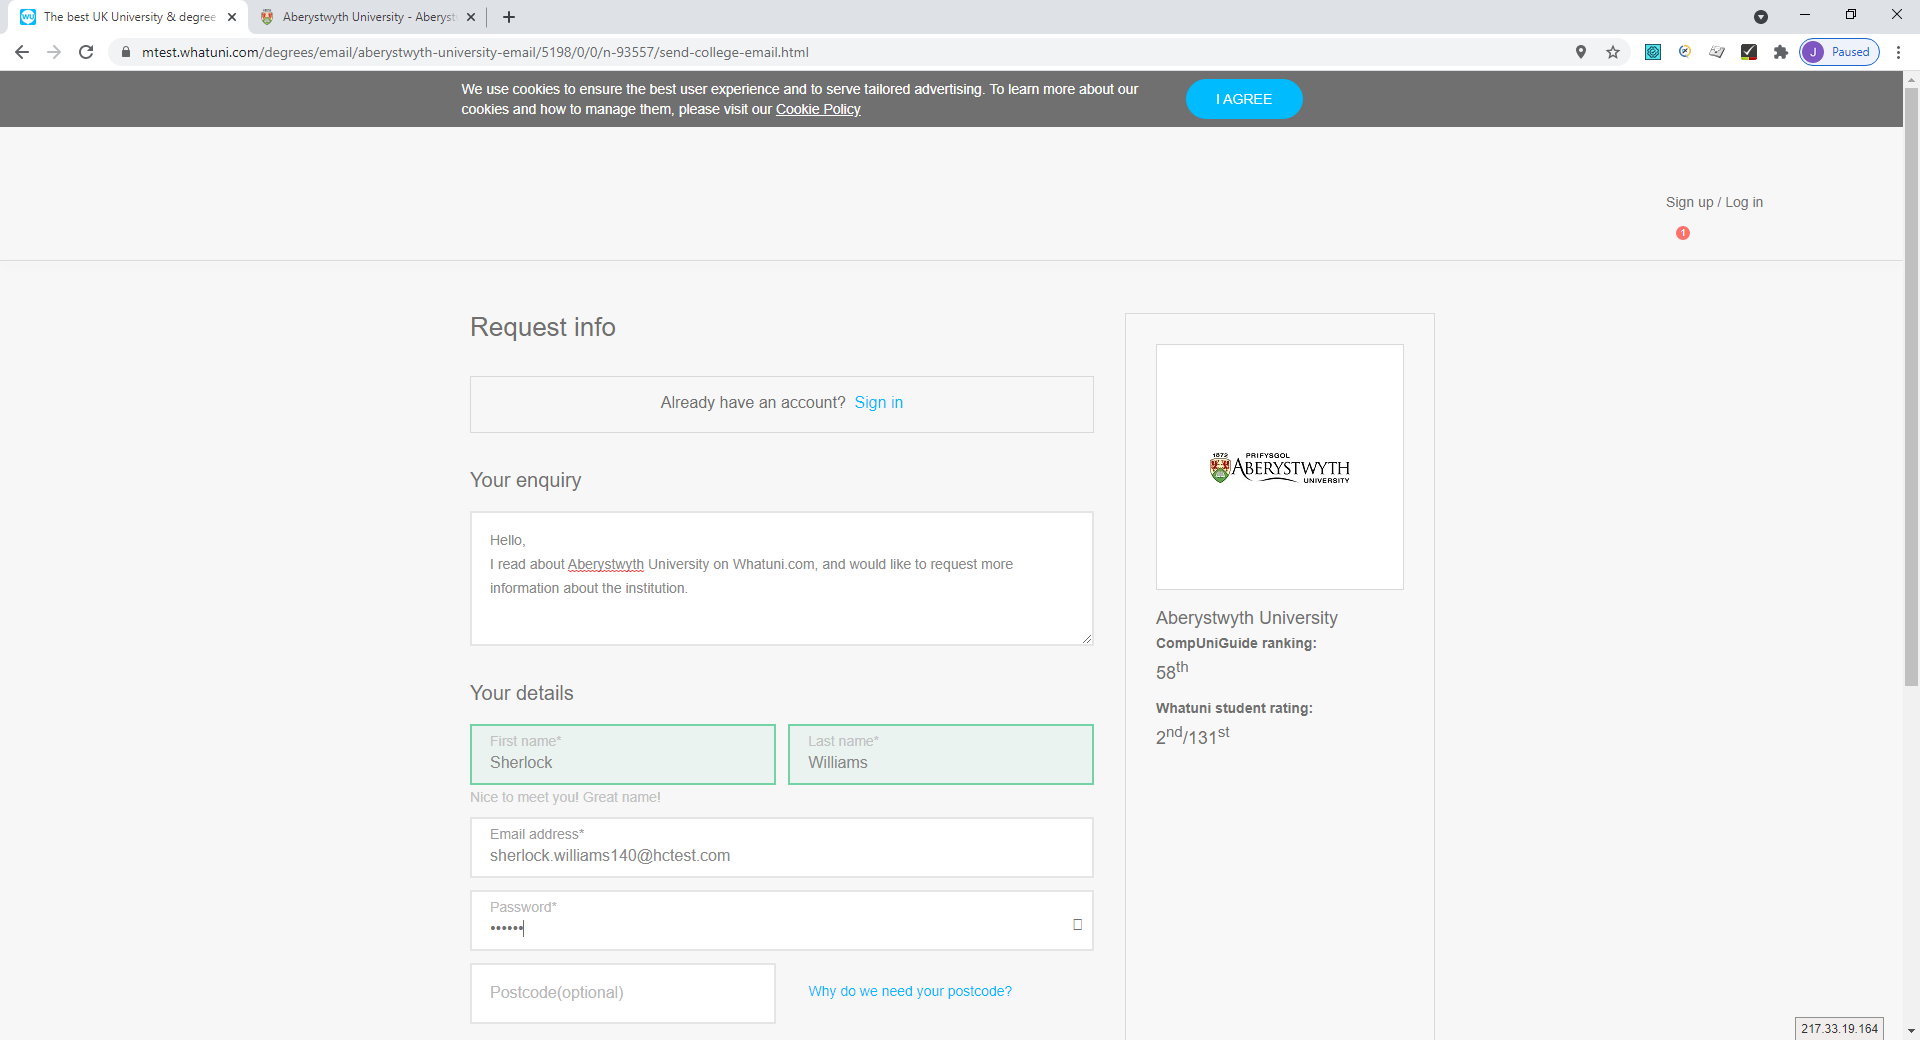 The best UK University & degree
Aberystwyth University - Aberyst
mtest.whatuni.com/degrees/email/aberystwyth-university-email/5198/0/0/n-93557/send-college-email.html
J Paused
We use cookies to ensure the best user experience and to serve tailored advertising. To learn more about our
cookies and how to manage them, please visit our Cookie Policy
I AGREE
Sign up / Log in
1
Request info
Already have an account? Sign in
Your enquiry
Hello,
I read about Aberystwyth University on Whatuni.com, and would like to request more
information about the institution.
Your details
First name*
Sherlock
Last name*
Williams
Nice to meet you! Great name!
Email address*
sherlock.williams140@hctest.com
Password*
••••••
Postcode(optional)
Why do we need your postcode?
1872 PRIFYSGOL
ABERYSTWYTH
UNIVERSITY
Aberystwyth University
CompUniGuide ranking:
58th
Whatuni student rating:
2nd/131st
217.33.19.164